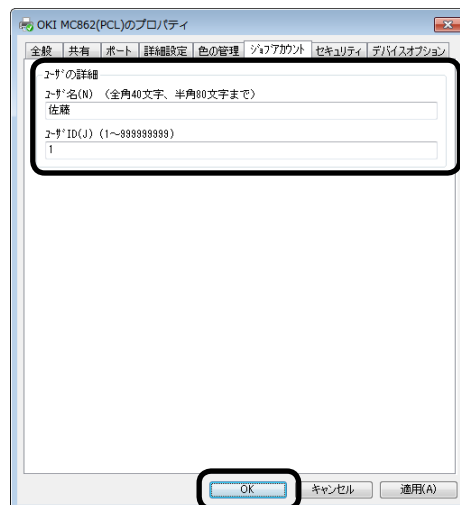 OKI MC862(PCL)のプロパティ
全般 共有 ポート 詳細設定 色の管理 ジョブアカウント セキュリティ デバイスオプション
ユーザの詳細
ユーザ名(N) (全角40文字、半角80文字まで)
佐藤
ユーザID(J) (1～999999999)
1
OK キャンセル 適用(A)